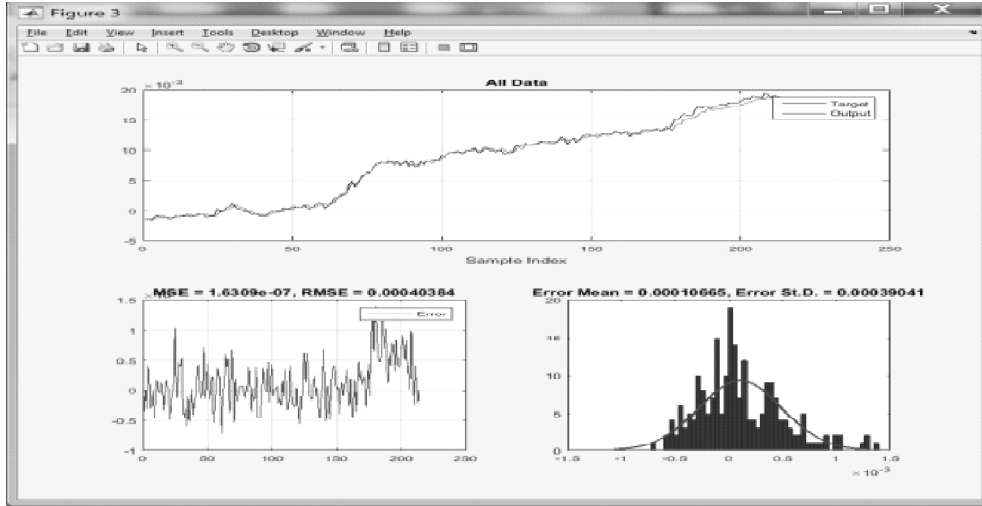 Figure 3
File Edit View Insert Tools Desktop Window Help
× 10⁻³
All Data
20
15
10
5
0
-5
Target
Output
0 50 100 150 200 250
Sample Index
MSE = 1.6309e-07, RMSE = 0.00040384
1.5
1
0.5
0
-0.5
-1
Error
0 50 100 150 200 250
Error Mean = 0.00010665, Error St.D. = 0.00039041
20
15
10
5
0
-1.5 -1 -0.5 0 0.5 1 1.5
× 10⁻³